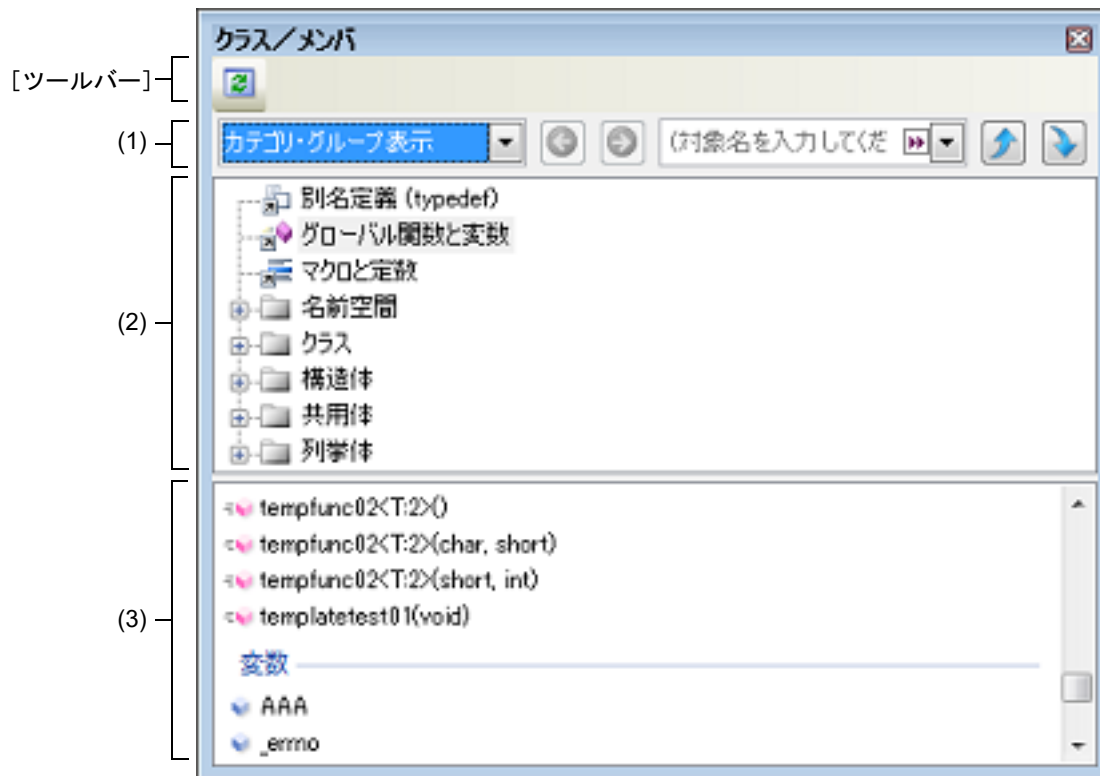 クラス／メンバ
［ツールバー］
(1)
カテゴリ・グループ表示
(対象名を入力してくだ
(2)
別名定義 (typedef)
グローバル関数と変数
マクロと定数
名前空間
クラス
構造体
共用体
列挙体
(3)
tempfunc02<T:2>()
tempfunc02<T:2>(char, short)
tempfunc02<T:2>(short, int)
templatetest01(void)
変数
AAA
_errno